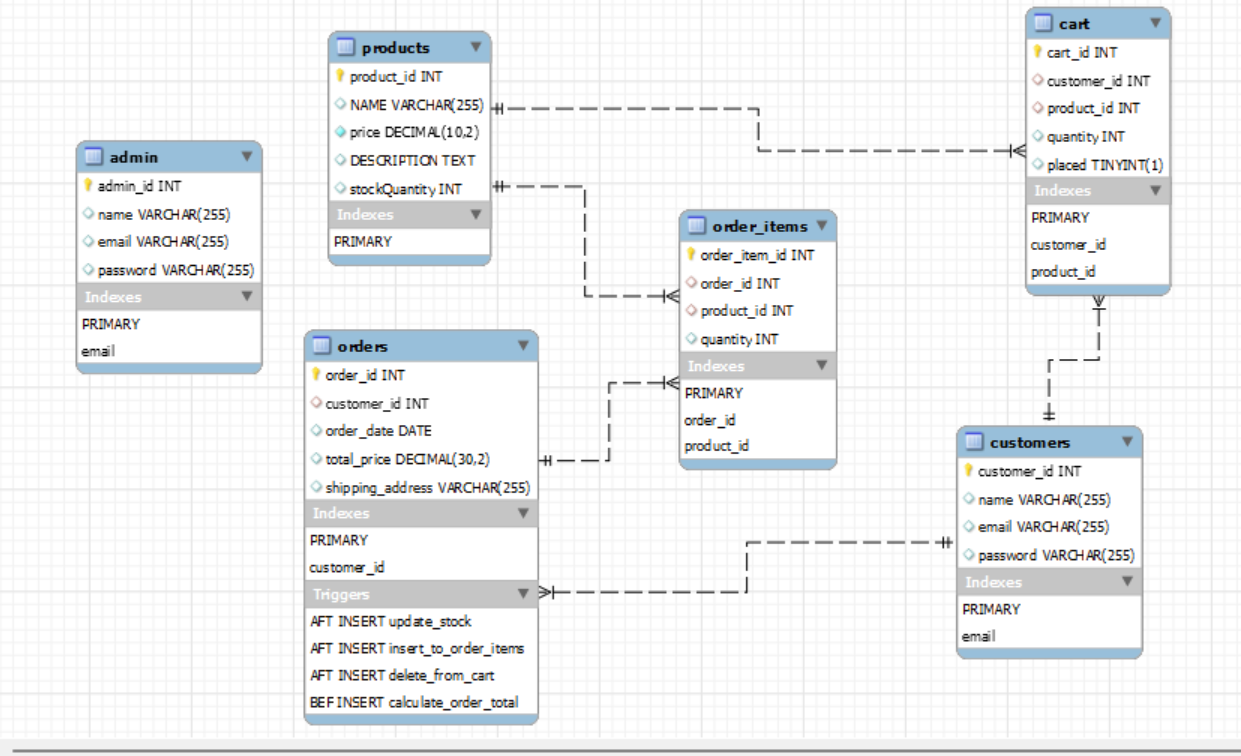 products
product_id INT
NAME VARCHAR(255)
price DECIMAL(10,2)
DESCRIPTION TEXT
stockQuantity INT
Indexes
PRIMARY
cart
cart_id INT
customer_id INT
product_id INT
quantity INT
placed TINYINT(1)
Indexes
PRIMARY
customer_id
product_id
admin
admin_id INT
name VARCHAR(255)
email VARCHAR(255)
password VARCHAR(255)
Indexes
PRIMARY
email
order_items
order_item_id INT
order_id INT
product_id INT
quantity INT
Indexes
PRIMARY
order_id
product_id
orders
order_id INT
customer_id INT
order_date DATE
total_price DECIMAL(30,2)
shipping_address VARCHAR(255)
Indexes
PRIMARY
customer_id
Triggers
AFT INSERT update_stock
AFT INSERT insert_to_order_items
AFT INSERT delete_from_cart
BEF INSERT calculate_order_total
customers
customer_id INT
name VARCHAR(255)
email VARCHAR(255)
password VARCHAR(255)
Indexes
PRIMARY
email